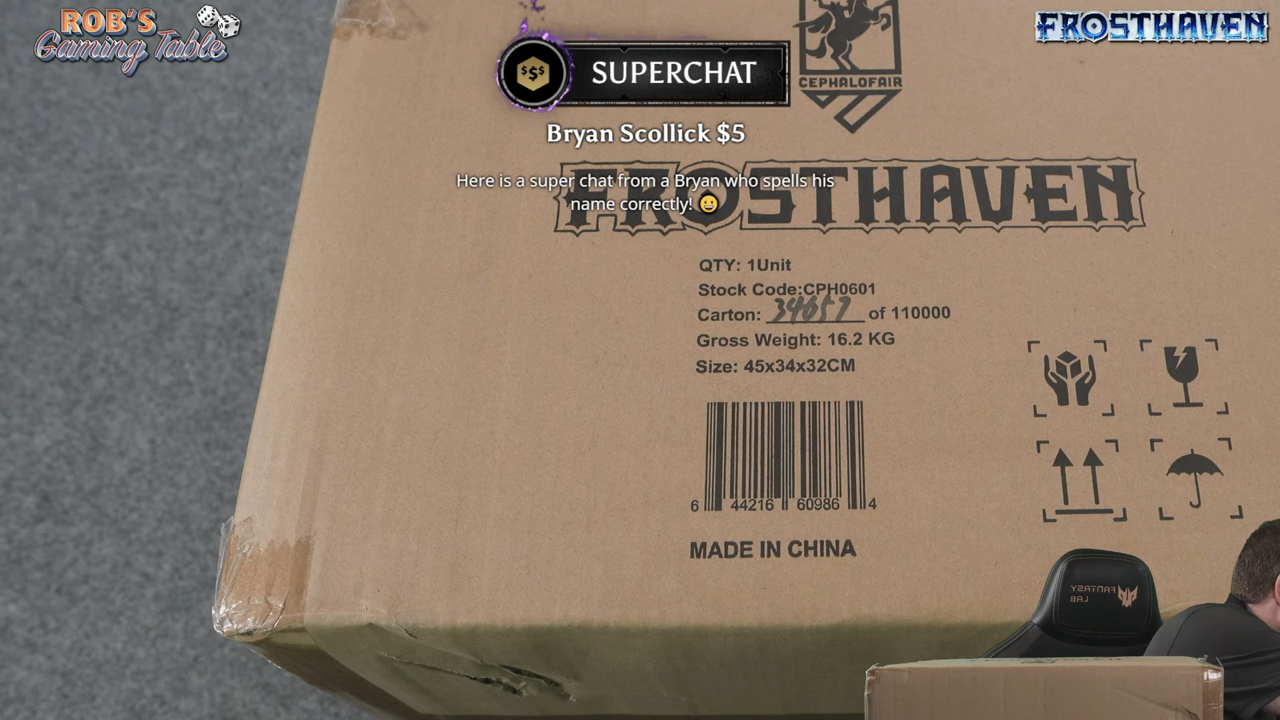 ROB'S
Gaming Table
FROSTHAVEN
CEPHALOFAIR
$$$
SUPERCHAT
Bryan Scollick $5
Here is a super chat from a Bryan who spells his
name correctly! 😀
FROSTHAVEN
QTY: 1Unit
Stock Code:CPH0601
Carton: 34657 of 110000
Gross Weight: 16.2 KG
Size: 45x34x32CM
6 44216 60986 4
MADE IN CHINA
FANTASY
LAB